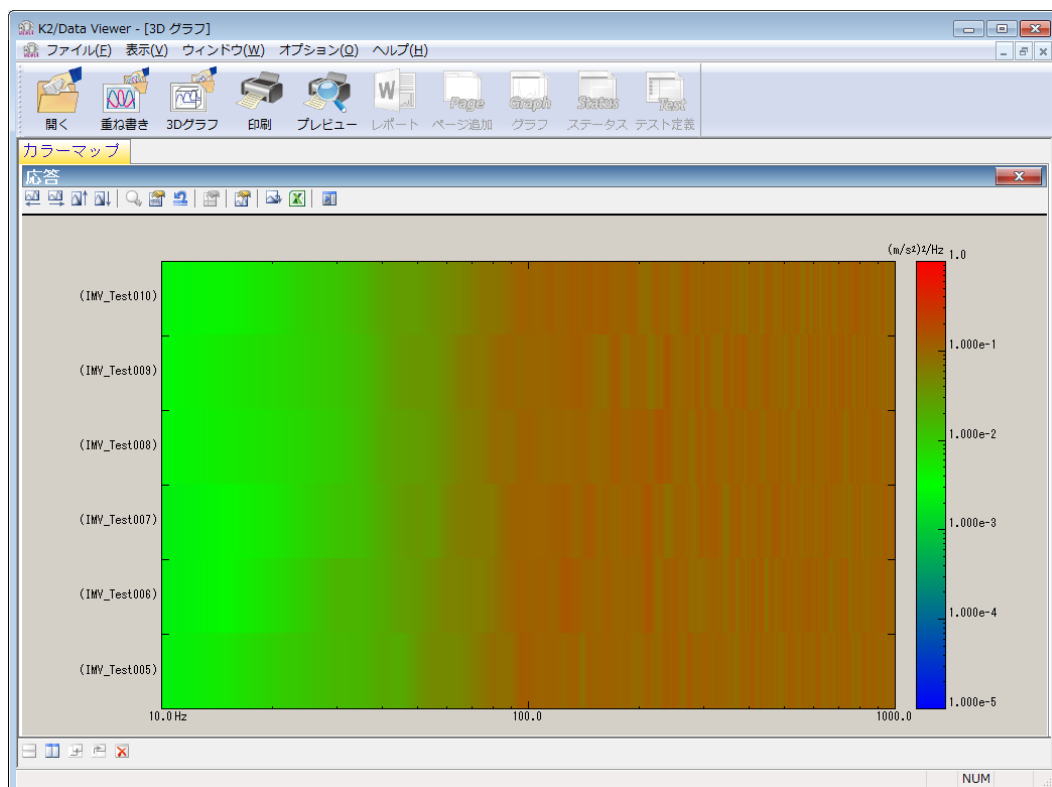 K2/Data Viewer - [3D グラフ]
ファイル(F) 表示(V) ウィンドウ(W) オプション(O) ヘルプ(H)
W Page Graph Status Test
開く 重ね書き 3Dグラフ 印刷 プレビュー レポート ページ追加 グラフ ステータス テスト定義
カラーマップ
応答
(m/s²)²/Hz 1.0
(IMV_Test010)
1.000e-1
(IMV_Test009)
1.000e-2
(IMV_Test008)
1.000e-3
(IMV_Test007)
(IMV_Test006)
1.000e-4
(IMV_Test005)
1.000e-5
10.0 Hz 100.0 1000.0
NUM